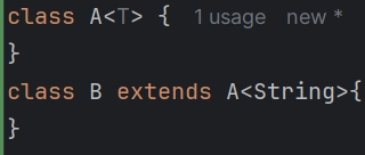 class A<T> { 1 usage new *
}
class B extends A<String>{
}